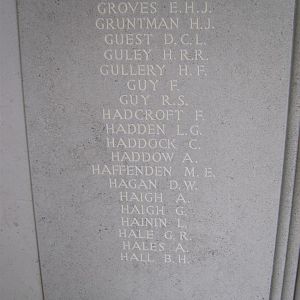 GROVES E.H.J.
GRUNTMAN H.J.
GUEST D.C.L.
GULEY H.R.R.
GULLERY H.F.
GUY F.
GUY R.S.
HADCROFT F.
HADDEN L.G.
HADDOCK C.
HADDOW A.
HAFFENDEN M.E.
HAGAN D.W.
HAIGH A.
HAIGH G.
HAININ L.
HALE G.R.
HALES A.
HALL B.H.